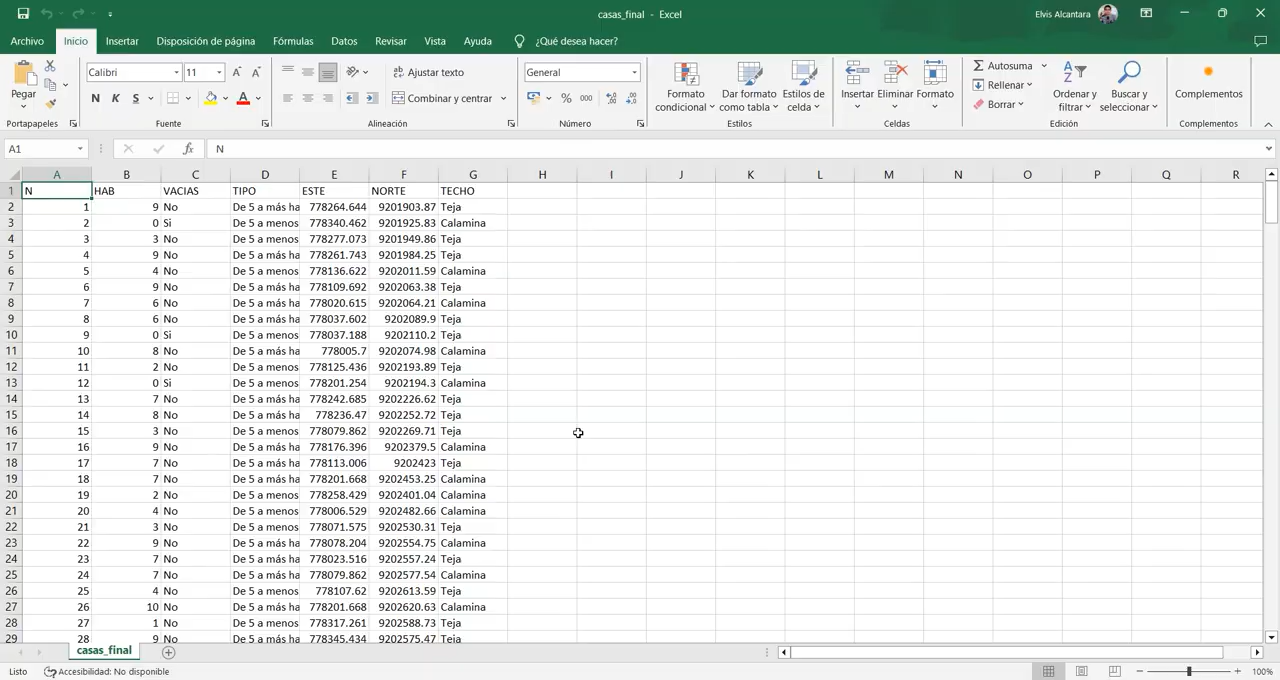 casas_final - Excel
Elvis Alcantara
Archivo Inicio Insertar Disposición de página Fórmulas Datos Revisar Vista Ayuda ¿Qué desea hacer?
Pegar
Portapapeles
Calibri 11
N K S
Fuente
Ajustar texto
Combinar y centrar
Alineación
General
% 000
Número
Formato condicional
Dar formato como tabla
Estilos de celda
Estilos
Insertar Eliminar Formato
Celdas
Autosuma
Rellenar
Borrar
Ordenar y filtrar
Buscar y seleccionar
Edición
Complementos
Complementos
A1 fx N
A B C D E F G H I J K L M N O P Q R
1 N HAB VACIAS TIPO ESTE NORTE TECHO
2 1 9 No De 5 a más ha 778264.644 9201903.87 Teja
3 2 0 Si De 5 a menos 778340.462 9201925.83 Calamina
4 3 3 No De 5 a menos 778277.073 9201949.86 Teja
5 4 9 No De 5 a más ha 778261.743 9201984.25 Teja
6 5 4 No De 5 a menos 778136.622 9202011.59 Calamina
7 6 9 No De 5 a más ha 778109.692 9202063.38 Teja
8 7 6 No De 5 a más ha 778020.615 9202064.21 Calamina
9 8 6 No De 5 a más ha 778037.602 9202089.9 Teja
10 9 0 Si De 5 a menos 778037.188 9202110.2 Teja
11 10 8 No De 5 a más ha 778005.7 9202074.98 Calamina
12 11 2 No De 5 a menos 778125.436 9202193.89 Teja
13 12 0 Si De 5 a menos 778201.254 9202194.3 Calamina
14 13 7 No De 5 a más ha 778242.685 9202226.62 Teja
15 14 8 No De 5 a más ha 778236.47 9202252.72 Teja
16 15 3 No De 5 a menos 778079.862 9202269.71 Teja
17 16 9 No De 5 a más ha 778176.396 9202379.5 Calamina
18 17 7 No De 5 a más ha 778113.006 9202423 Teja
19 18 7 No De 5 a más ha 778201.668 9202453.25 Calamina
20 19 2 No De 5 a menos 778258.429 9202401.04 Calamina
21 20 4 No De 5 a menos 778006.529 9202482.66 Calamina
22 21 3 No De 5 a menos 778071.575 9202530.31 Teja
23 22 9 No De 5 a más ha 778078.204 9202554.75 Calamina
24 23 7 No De 5 a más ha 778023.516 9202557.24 Teja
25 24 7 No De 5 a más ha 778079.862 9202577.54 Calamina
26 25 4 No De 5 a menos 778107.62 9202613.59 Teja
27 26 10 No De 5 a más ha 778201.668 9202620.63 Calamina
28 27 1 No De 5 a menos 778317.261 9202588.73 Teja
29 28 9 No De 5 a más ha 778345.434 9202575.47 Teja
casas_final
Listo Accesibilidad: No disponible 100%